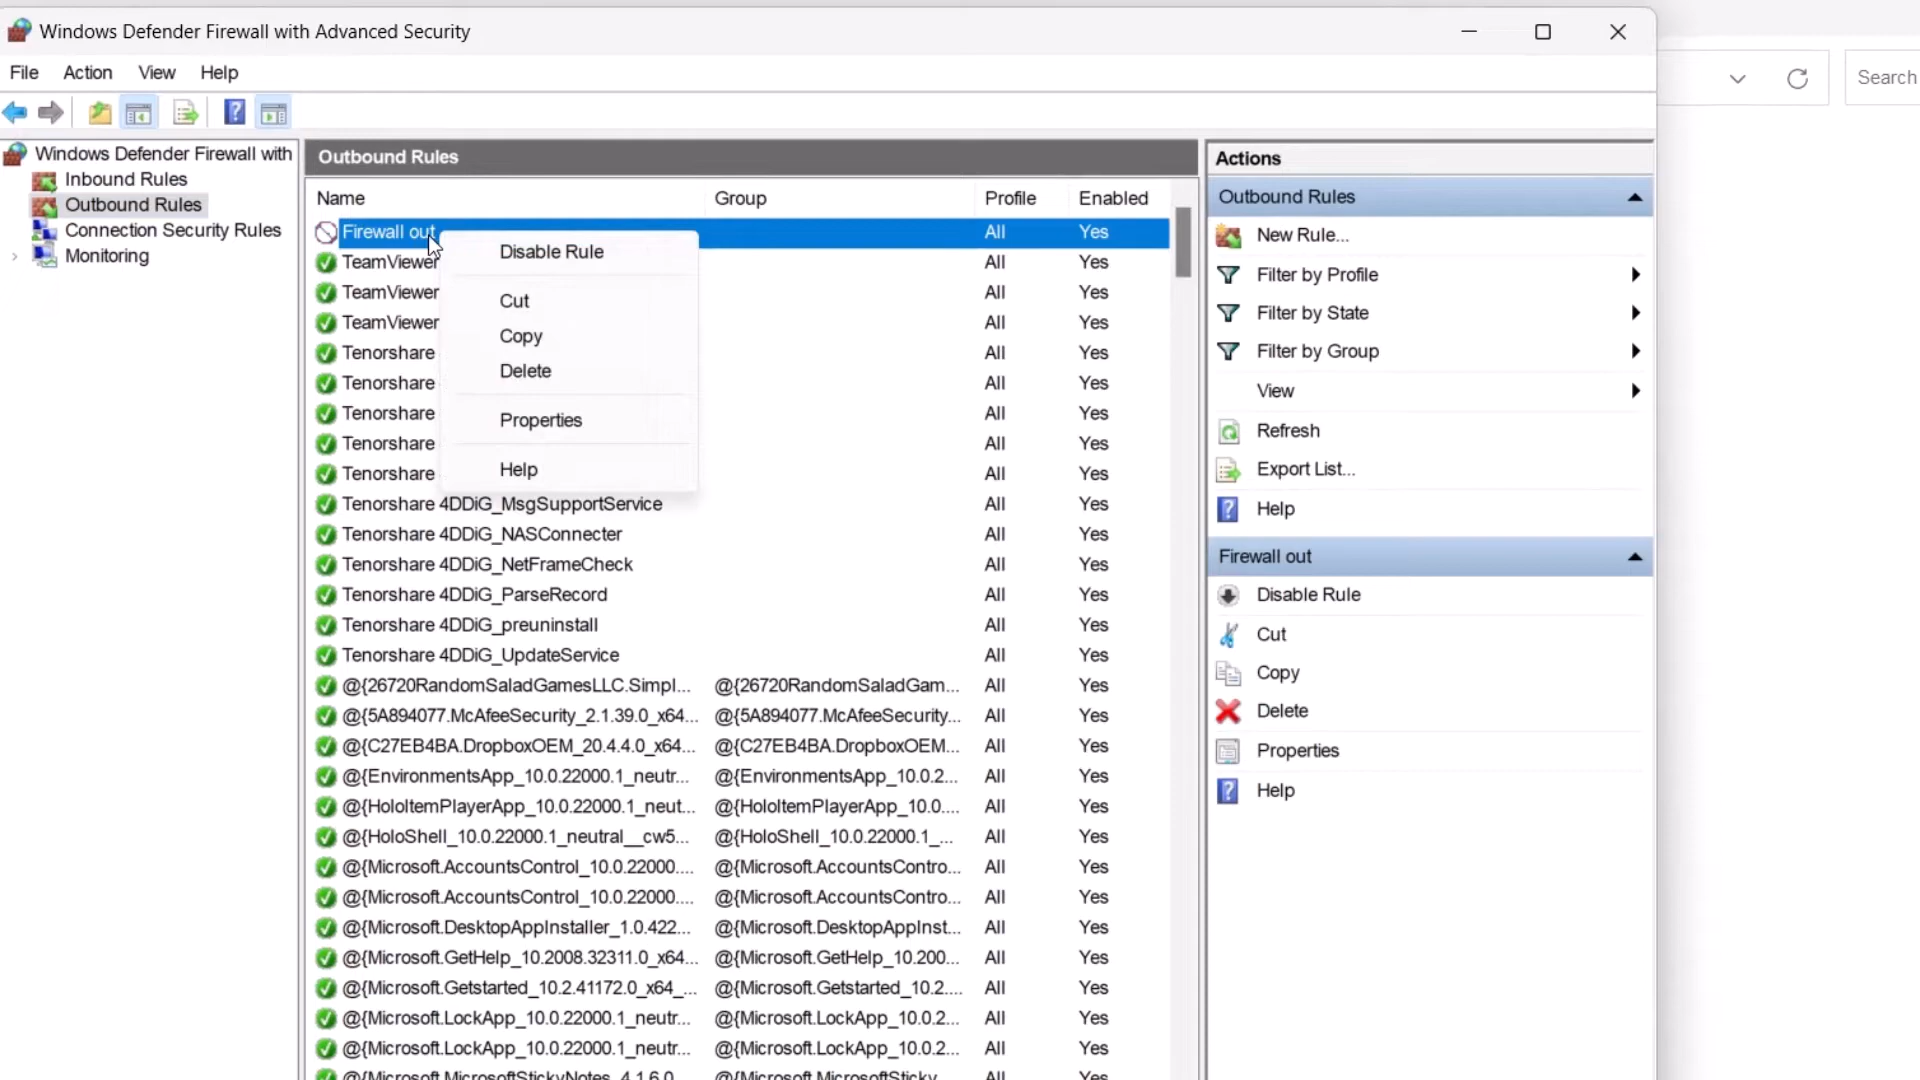 Windows Defender Firewall with Advanced Security
File Action View Help
Search
Windows Defender Firewall with
Inbound Rules
Outbound Rules
Connection Security Rules
Monitoring
Outbound Rules
Name Group Profile Enabled
Firewall out All Yes
TeamViewer All Yes
TeamViewer All Yes
TeamViewer All Yes
Tenorshare All Yes
Tenorshare All Yes
Tenorshare All Yes
Tenorshare All Yes
Tenorshare All Yes
Tenorshare 4DDiG_MsgSupportService All Yes
Tenorshare 4DDiG_NASConnecter All Yes
Tenorshare 4DDiG_NetFrameCheck All Yes
Tenorshare 4DDiG_ParseRecord All Yes
Tenorshare 4DDiG_preuninstall All Yes
Tenorshare 4DDiG_UpdateService All Yes
@{26720RandomSaladGamesLLC.Simpl... @{26720RandomSaladGam... All Yes
@{5A894077.McAfeeSecurity_2.1.39.0_x64... @{5A894077.McAfeeSecurity... All Yes
@{C27EB4BA.DropboxOEM_20.4.4.0_x64... @{C27EB4BA.DropboxOEM... All Yes
@{EnvironmentsApp_10.0.22000.1_neutr... @{EnvironmentsApp_10.0.2... All Yes
@{HoloItemPlayerApp_10.0.22000.1_neut... @{HoloItemPlayerApp_10.0.... All Yes
@{HoloShell_10.0.22000.1_neutral__cw5... @{HoloShell_10.0.22000.1_... All Yes
@{Microsoft.AccountsControl_10.0.22000.... @{Microsoft.AccountsContro... All Yes
@{Microsoft.AccountsControl_10.0.22000.... @{Microsoft.AccountsContro... All Yes
@{Microsoft.DesktopAppInstaller_1.0.422... @{Microsoft.DesktopAppInst... All Yes
@{Microsoft.GetHelp_10.2008.32311.0_x64... @{Microsoft.GetHelp_10.200... All Yes
@{Microsoft.Getstarted_10.2.41172.0_x64_... @{Microsoft.Getstarted_10.2.... All Yes
@{Microsoft.LockApp_10.0.22000.1_neutr... @{Microsoft.LockApp_10.0.2... All Yes
@{Microsoft.LockApp_10.0.22000.1_neutr... @{Microsoft.LockApp_10.0.2... All Yes
@{Microsoft.MicrosoftStickyNotes_4.1.6.0... @{Microsoft.MicrosoftSticky... All Yes
Disable Rule
Cut
Copy
Delete
Properties
Help
Actions
Outbound Rules
New Rule...
Filter by Profile
Filter by State
Filter by Group
View
Refresh
Export List...
Help
Firewall out
Disable Rule
Cut
Copy
Delete
Properties
Help